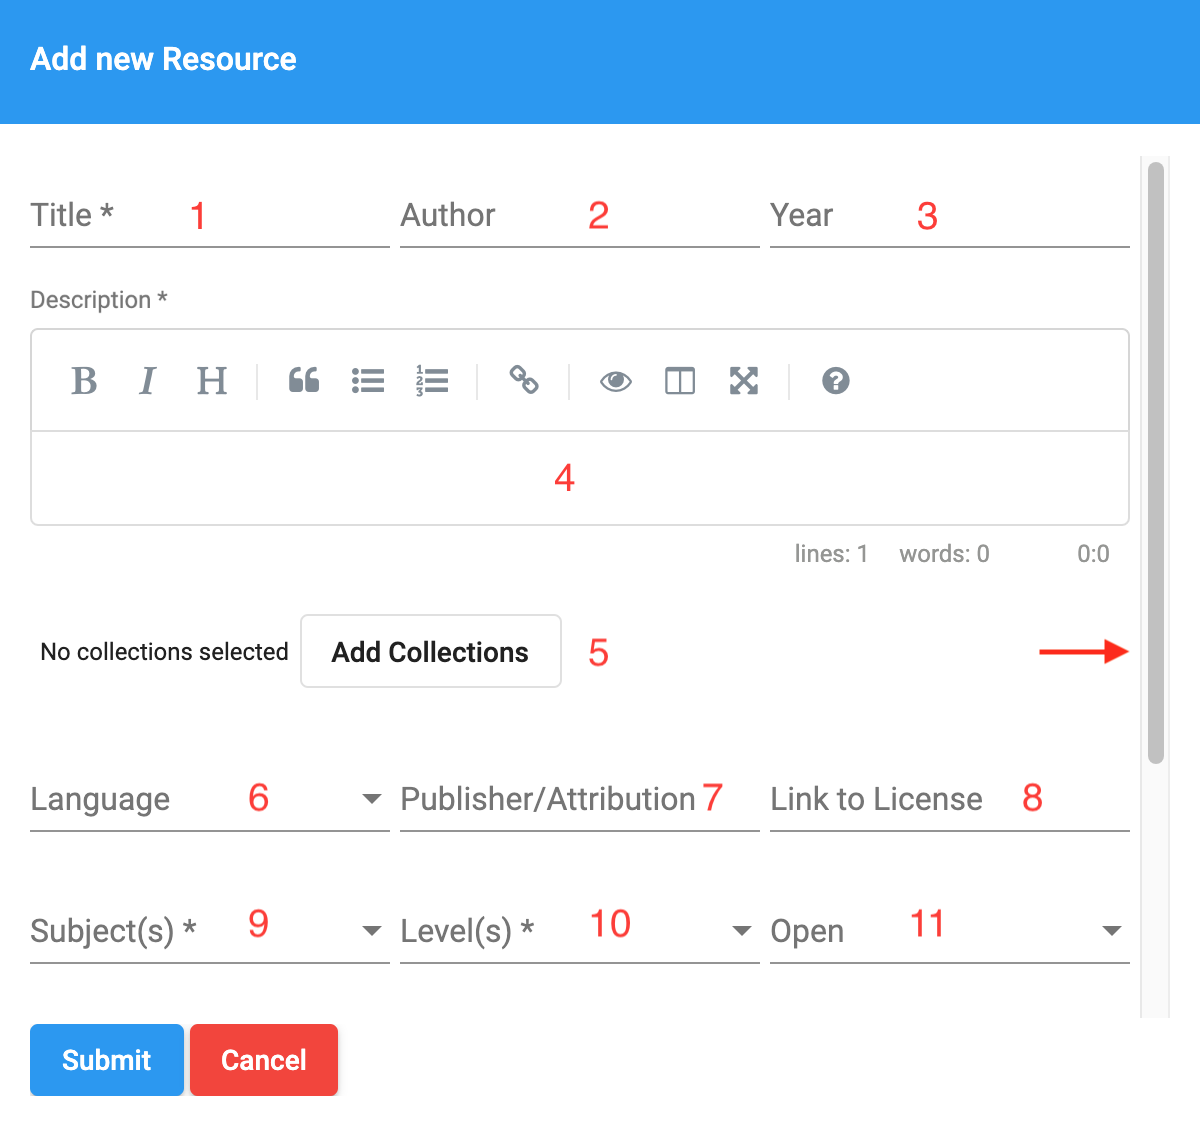 Add new Resource
Title * 1 Author 2 Year 3
Description *
B I H
4
lines: 1 words: 0 0:0
No collections selected Add Collections 5
Language 6 Publisher/Attribution 7 Link to License 8
Subject(s) * 9 Level(s) * 10 Open 11
Submit Cancel